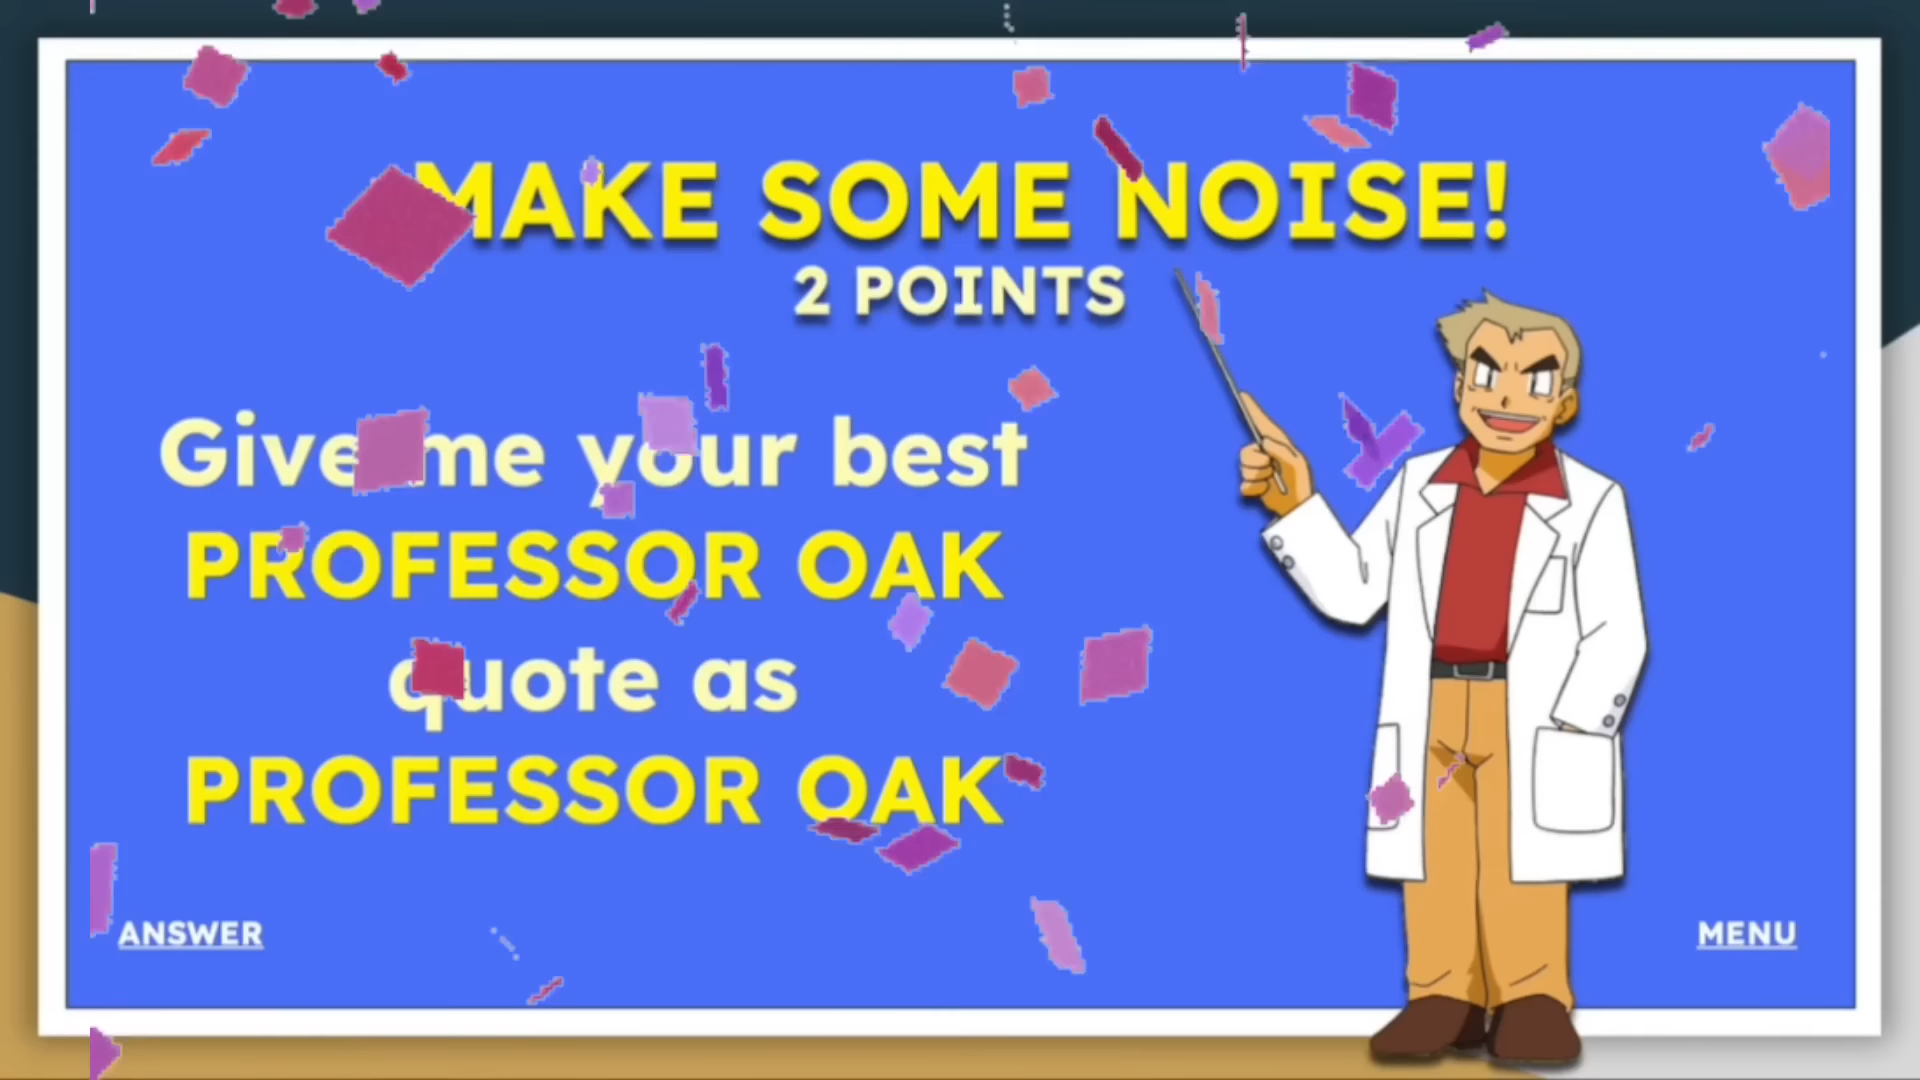 MAKE SOME NOISE!
2 POINTS
Give me your best
PROFESSOR OAK
quote as
PROFESSOR OAK
ANSWER
MENU